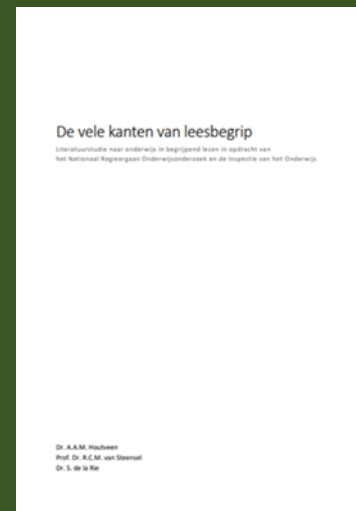 De vele kanten van leesbegrip
Literatuurstudie naar onderwijs in begrijpend lezen in opdracht van
het Nationaal Regieorgaan Onderwijsonderzoek en de Inspectie van het Onderwijs
Dr. A.A.M. Houtveen
Prof. Dr. R.C.M. van Steensel
Dr. S. de la Rie